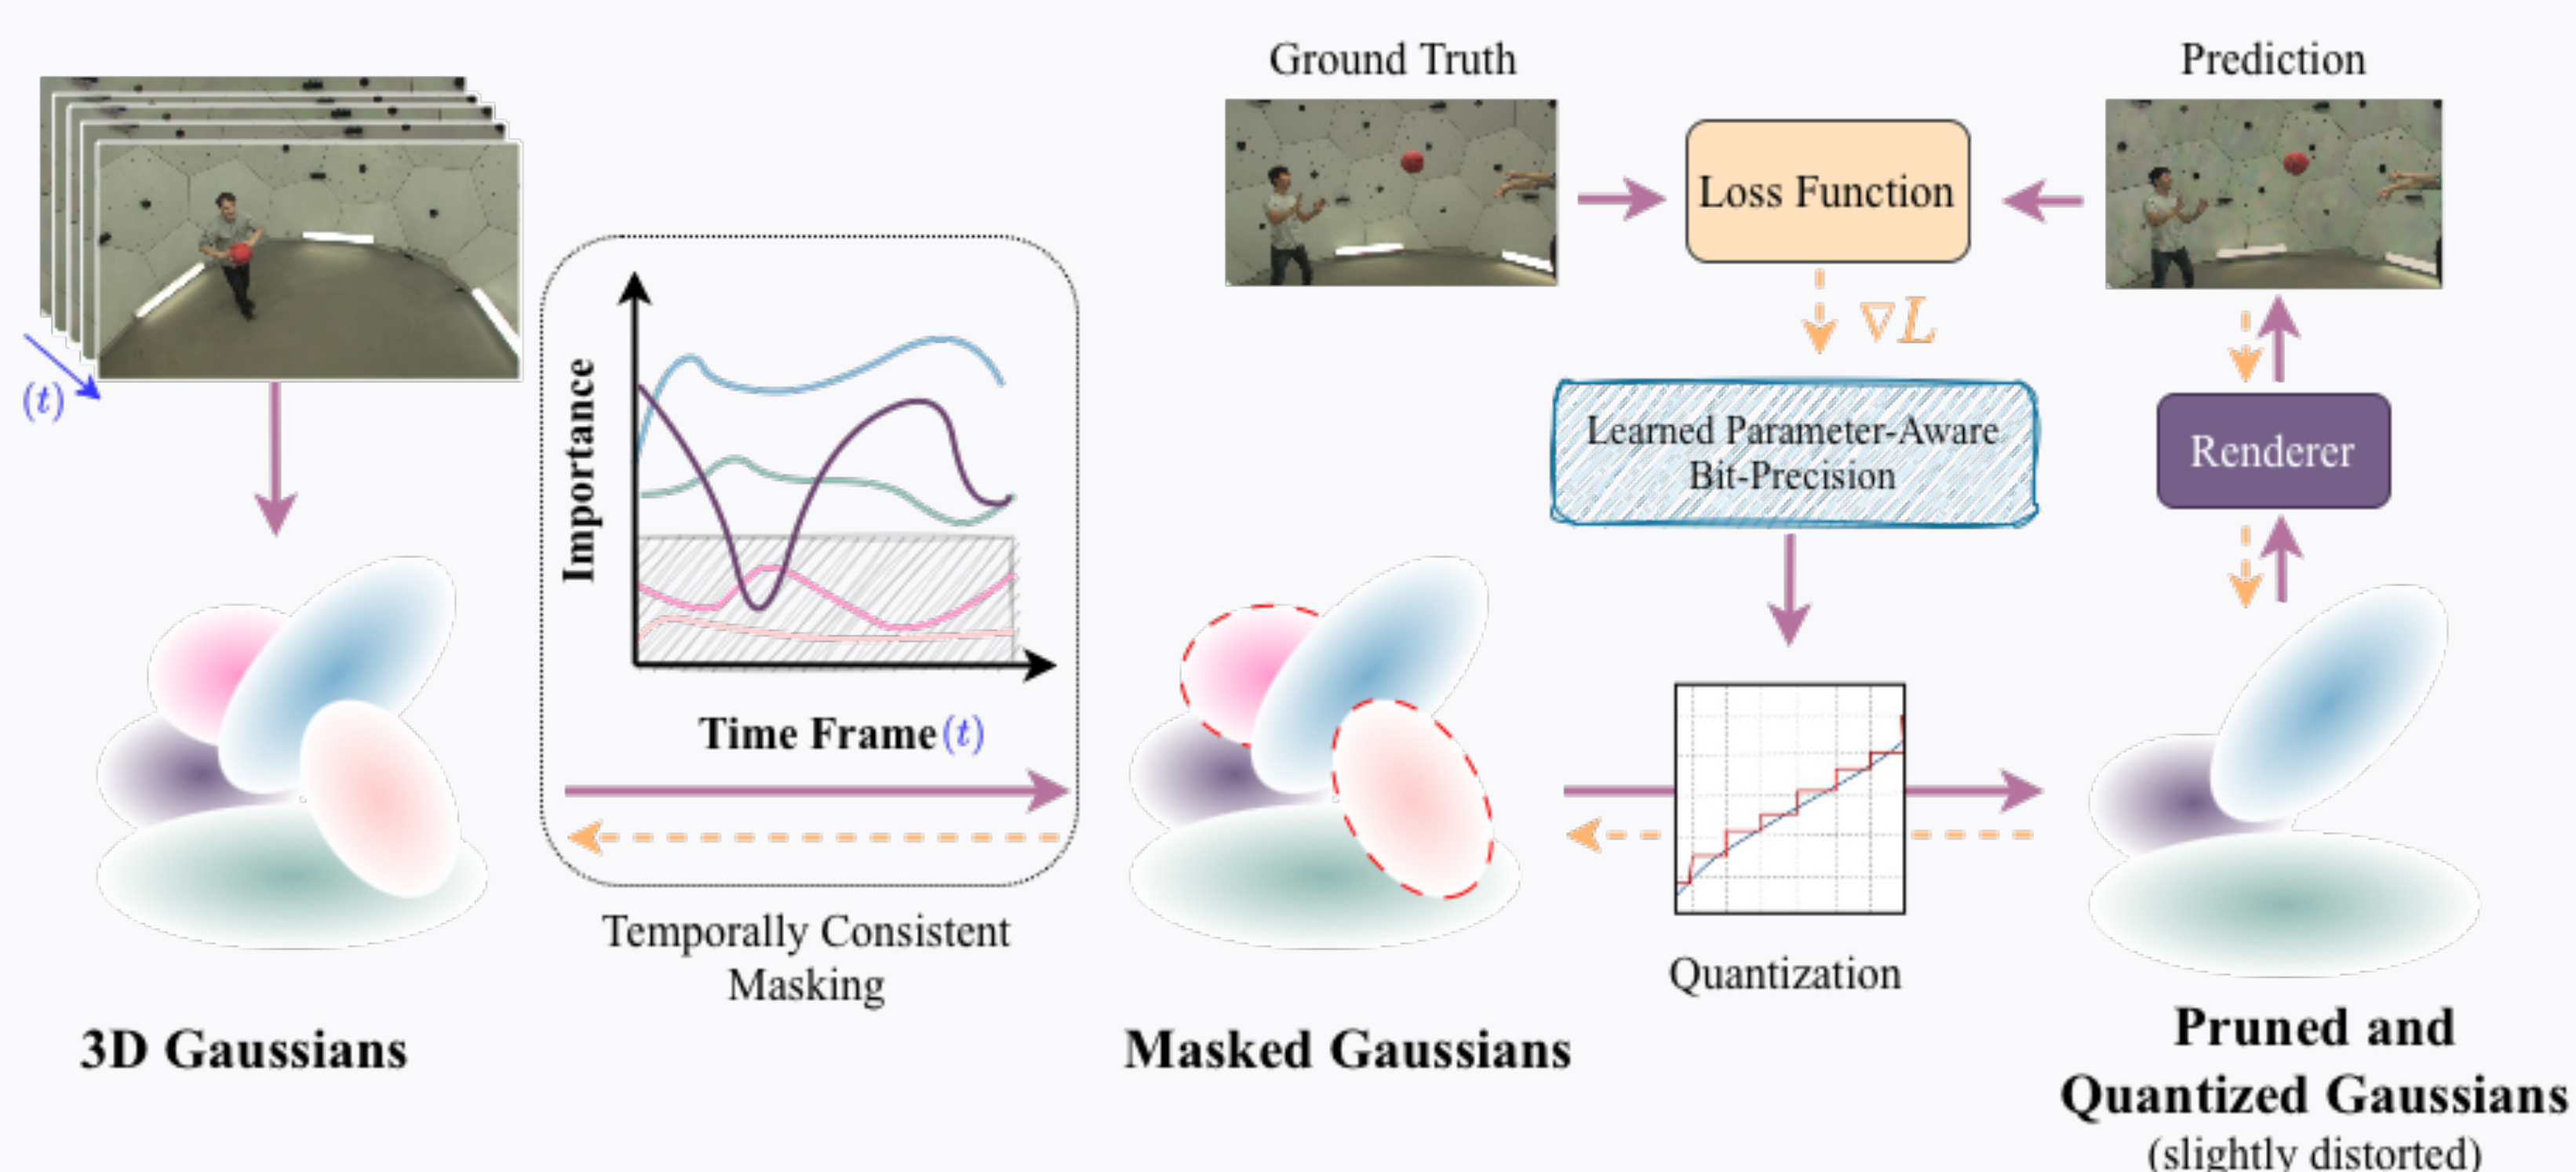 (t)
3D Gaussians
Importance
Time Frame (t)
Temporally Consistent
Masking
Masked Gaussians
Ground Truth
Loss Function
Prediction
∇L
Learned Parameter-Aware
Bit-Precision
Renderer
Quantization
Pruned and
Quantized Gaussians
(slightly distorted)